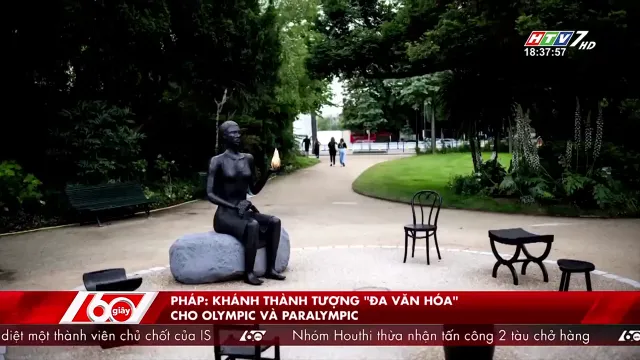 HTV7 HD
18:37:57
60 giây
PHÁP: KHÁNH THÀNH TƯỢNG "ĐA VĂN HÓA"
CHO OLYMPIC VÀ PARALYMPIC
diệt một thành viên chủ chốt của IS
Nhóm Houthi thừa nhận tấn công 2 tàu chở hàng